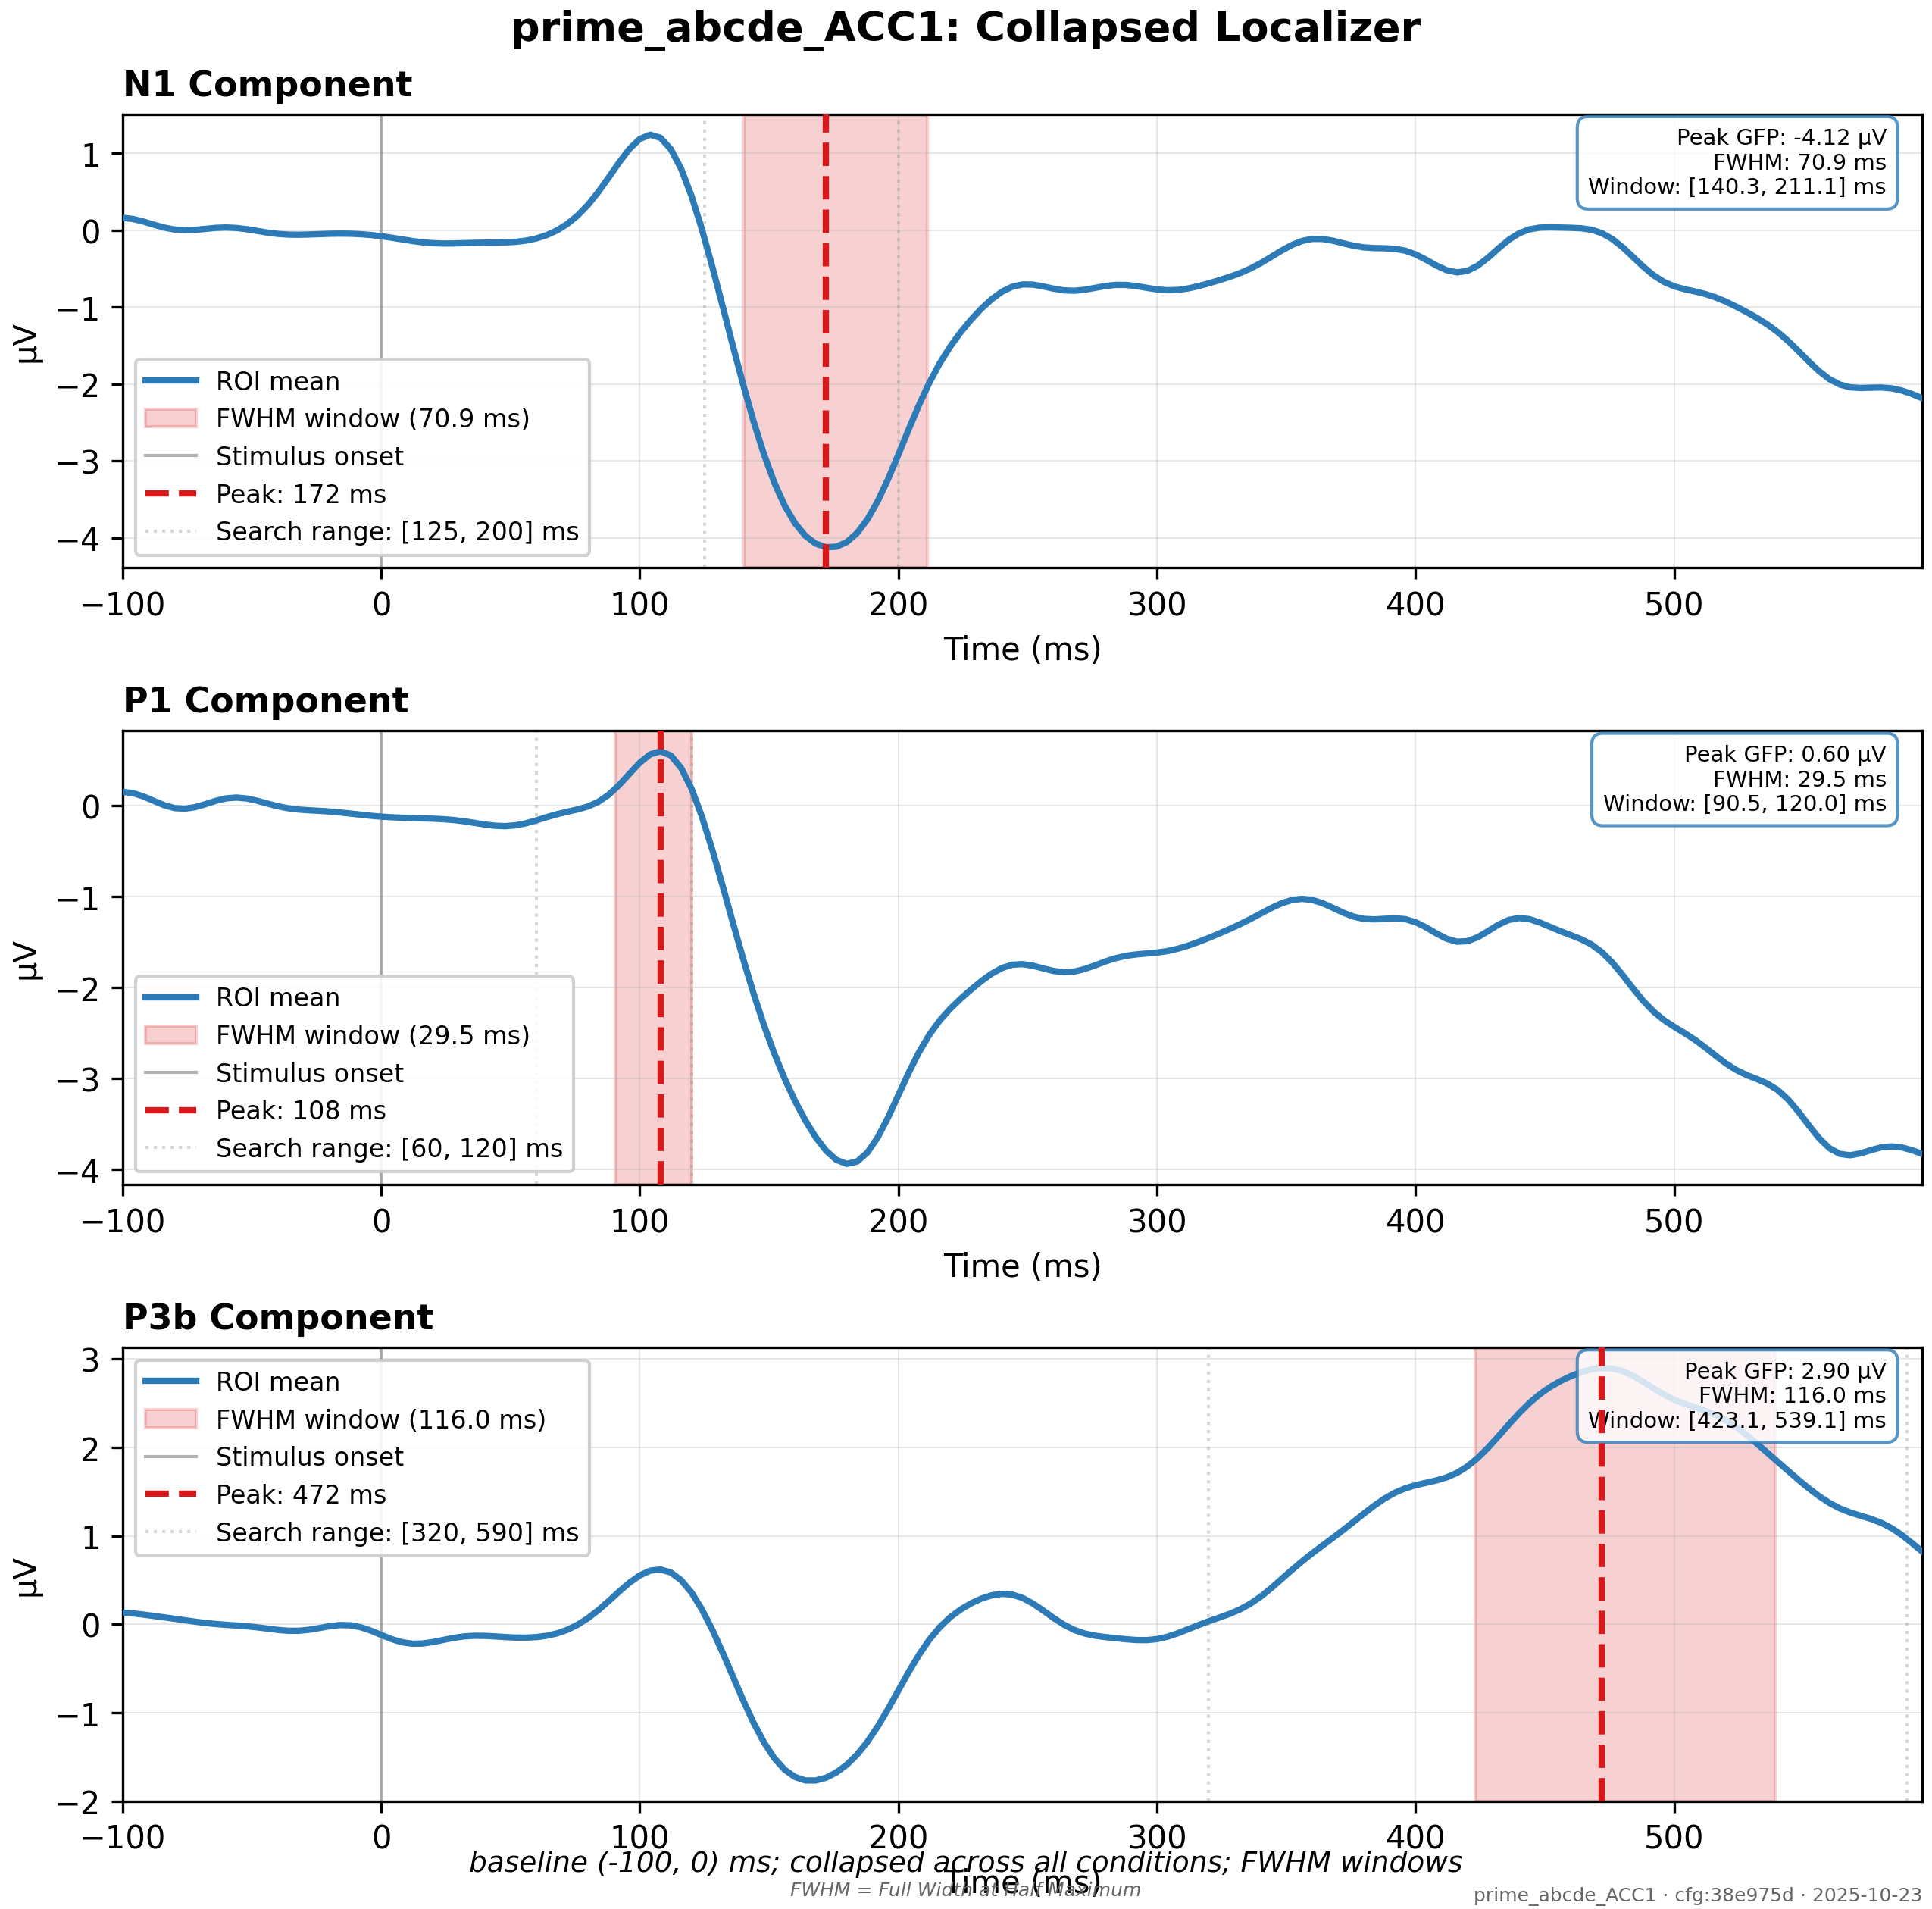 prime_abcde_ACC1: Collapsed Localizer
N1 Component
Peak GFP: -4.12 µV
FWHM: 70.9 ms
Window: [140.3, 211.1] ms
1
0
−1
−2
−3
−4
µV
ROI mean
FWHM window (70.9 ms)
Stimulus onset
Peak: 172 ms
Search range: [125, 200] ms
−100 0 100 200 300 400 500
Time (ms)
P1 Component
Peak GFP: 0.60 µV
FWHM: 29.5 ms
Window: [90.5, 120.0] ms
0
−1
−2
−3
−4
µV
ROI mean
FWHM window (29.5 ms)
Stimulus onset
Peak: 108 ms
Search range: [60, 120] ms
−100 0 100 200 300 400 500
Time (ms)
P3b Component
Peak GFP: 2.90 µV
FWHM: 116.0 ms
Window: [423.1, 539.1] ms
3
2
1
0
−1
−2
µV
ROI mean
FWHM window (116.0 ms)
Stimulus onset
Peak: 472 ms
Search range: [320, 590] ms
−100 0 100 200 300 400 500
baseline (-100, 0) ms; collapsed across all conditions; FWHM windows
Time (ms)
FWHM = Full Width at Half Maximum
prime_abcde_ACC1 · cfg:38e975d · 2025-10-23